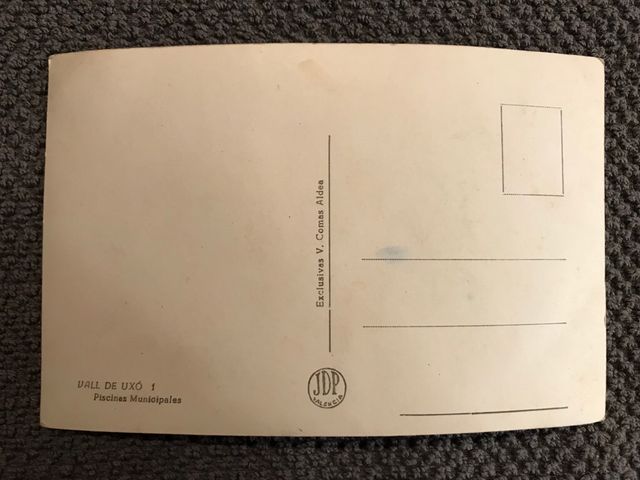 VALL DE UXÓ 1
Piscinas Municipales
Exclusivas V. Comas Aldea
JDP
VALENCIA